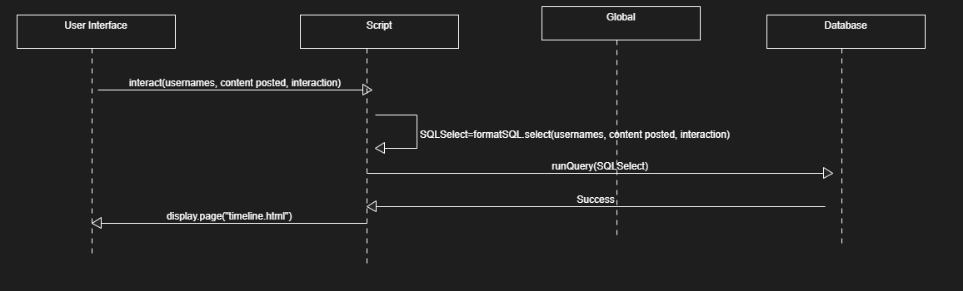 User Interface
Script
Global
Database
interact(usernames, content posted, interaction)
SQLSelect=formatSQL.select(usernames, content posted, interaction)
runQuery(SQLSelect)
Success
display.page("timeline.html")